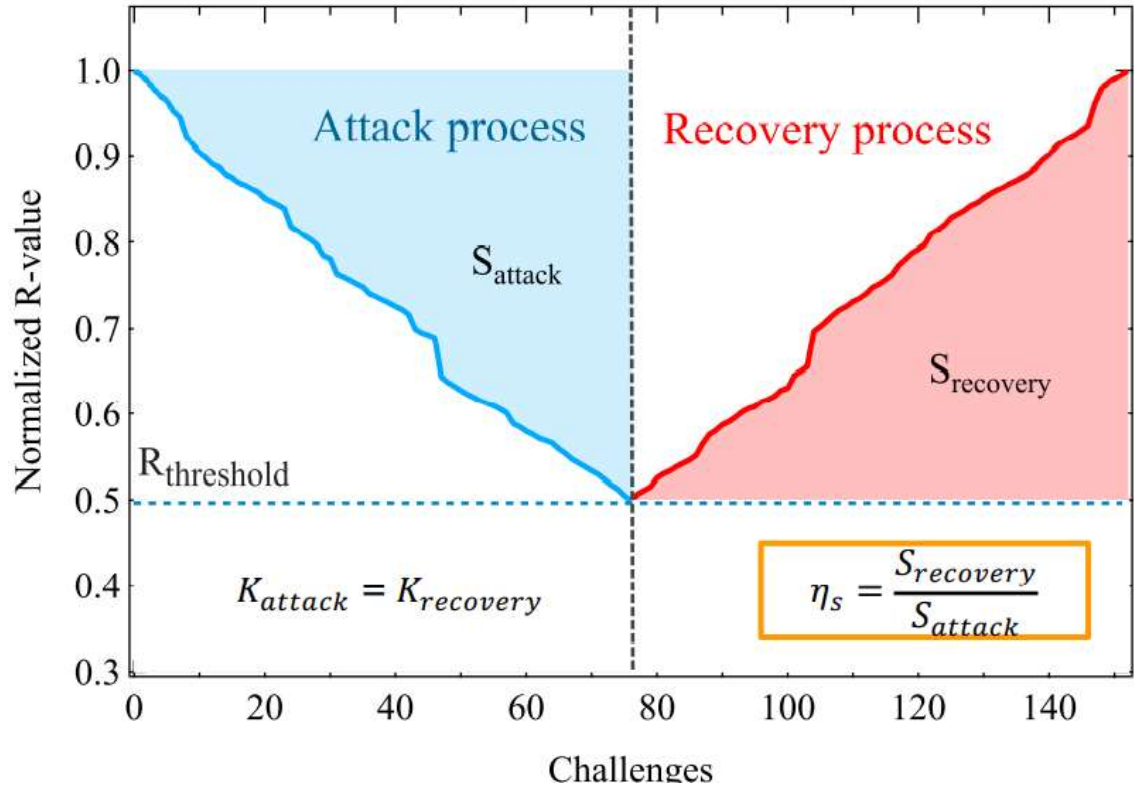 1.0
0.9
0.8
0.7
0.6
0.5
0.4
0.3
Normalized R-value
Attack process
Recovery process
S_attack
S_recovery
R_threshold
K_attack = K_recovery
η_s = S_recovery / S_attack
0 20 40 60 80 100 120 140
Challenges